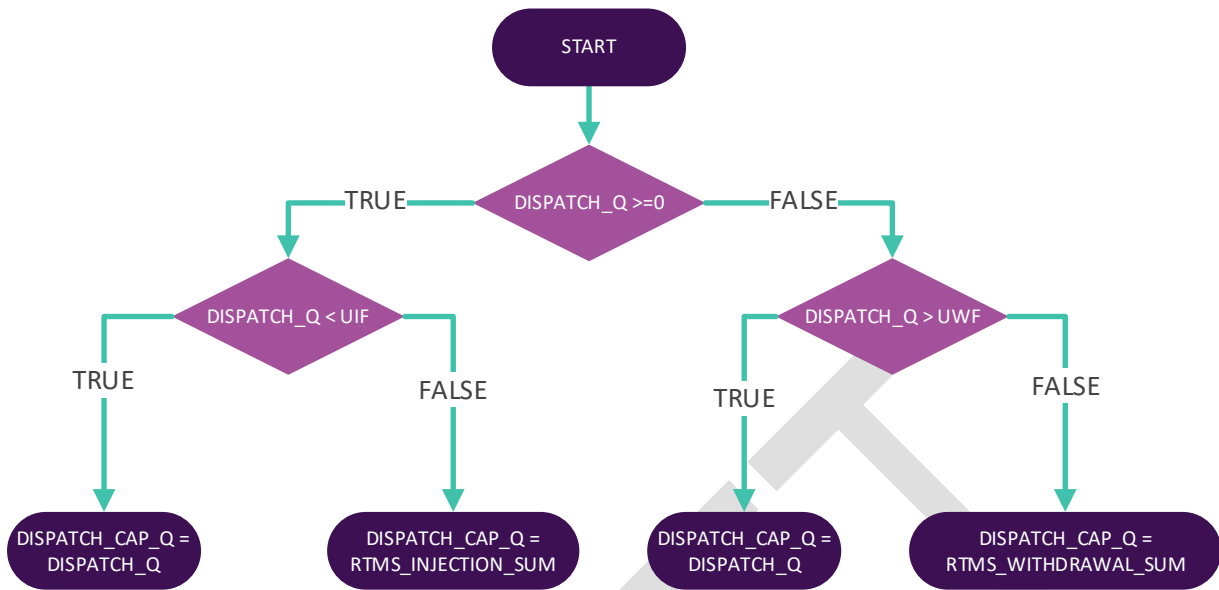 START
DISPATCH_Q >=0
TRUE
FALSE
DISPATCH_Q < UIF
DISPATCH_Q > UWF
TRUE
FALSE
TRUE
FALSE
DISPATCH_CAP_Q =
DISPATCH_Q
DISPATCH_CAP_Q =
RTMS_INJECTION_SUM
DISPATCH_CAP_Q =
DISPATCH_Q
DISPATCH_CAP_Q =
RTMS_WITHDRAWAL_SUM